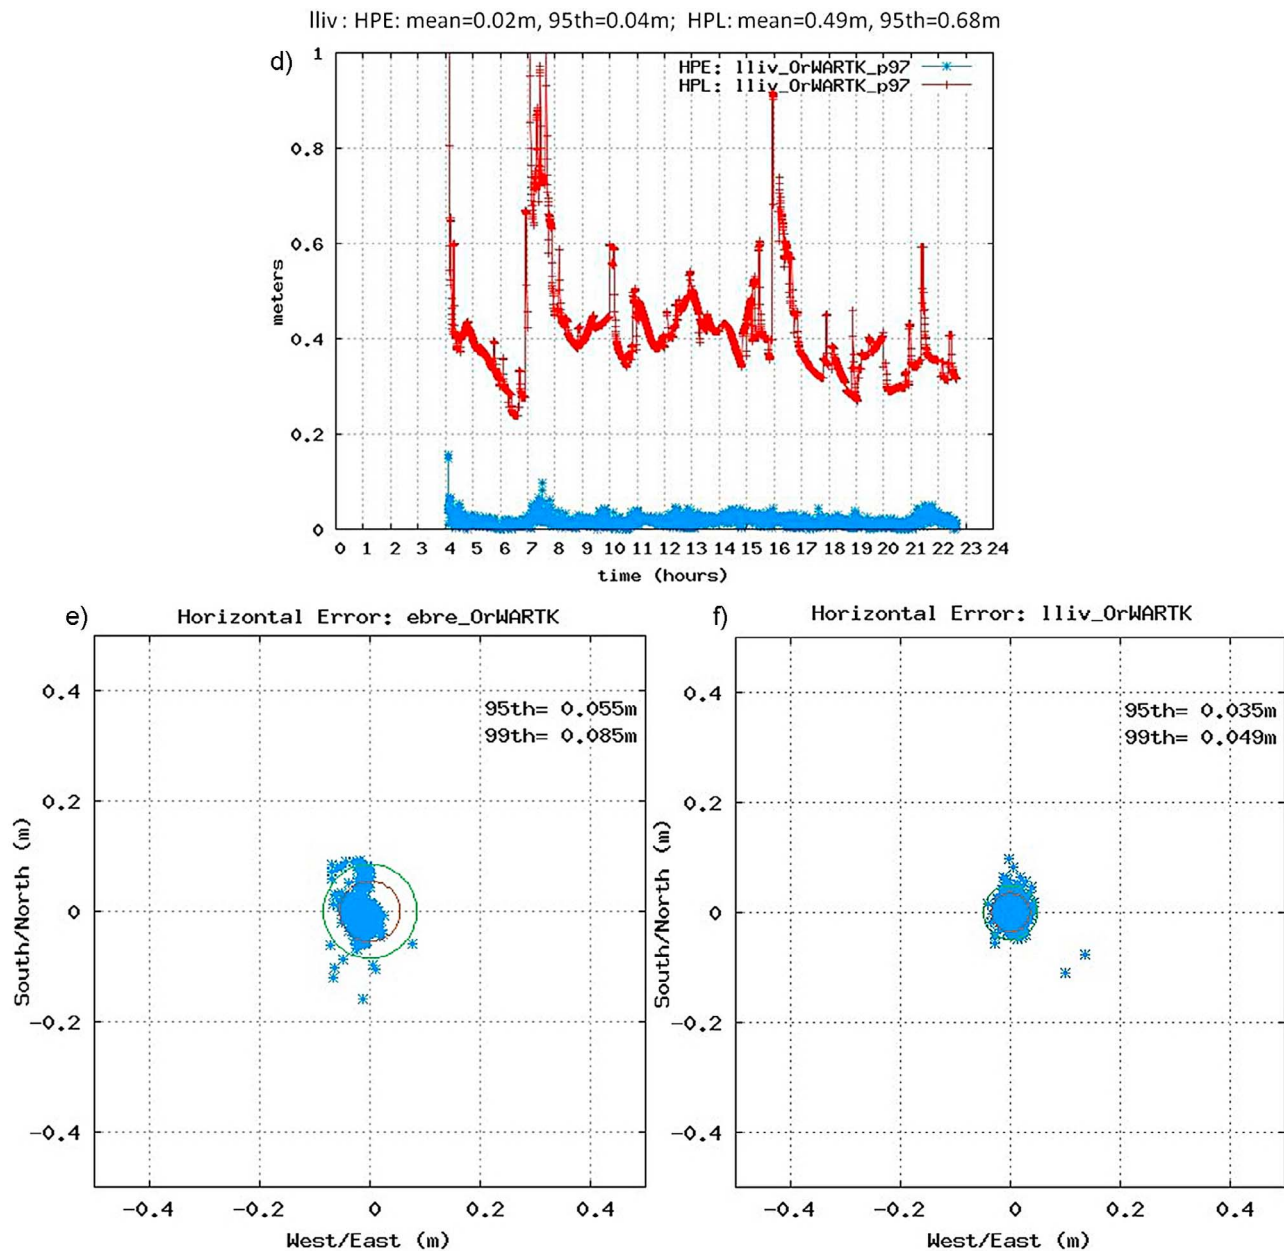 lliv : HPE: mean=0.02m, 95th=0.04m;  HPL: mean=0.49m, 95th=0.68m
d)
1
0.8
0.6
0.4
0.2
0
meters
HPE: lliv_OrWARTK_p97
HPL: lliv_OrWARTK_p97
0 1 2 3 4 5 6 7 8 9 10 11 12 13 14 15 16 17 18 19 20 21 22 23 24
time (hours)
e)
Horizontal Error: ebre_OrWARTK
95th= 0.055m
99th= 0.085m
0.4
0.2
0
-0.2
-0.4
South/North (m)
-0.4 -0.2 0 0.2 0.4
West/East (m)
f)
Horizontal Error: lliv_OrWARTK
95th= 0.035m
99th= 0.049m
0.4
0.2
0
-0.2
-0.4
South/North (m)
-0.4 -0.2 0 0.2 0.4
West/East (m)